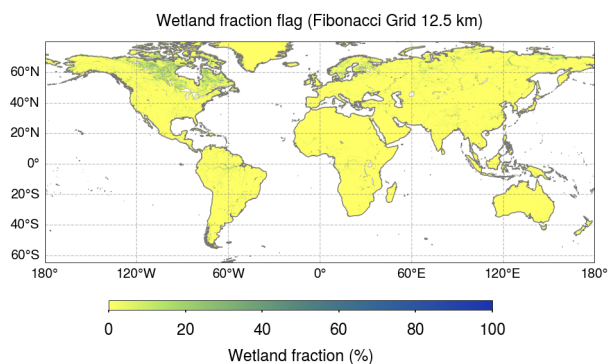 Wetland fraction flag (Fibonacci Grid 12.5 km)
60°N
40°N
20°N
0°
20°S
40°S
60°S
180° 120°W 60°W 0° 60°E 120°E 180°
0 20 40 60 80 100
Wetland fraction (%)